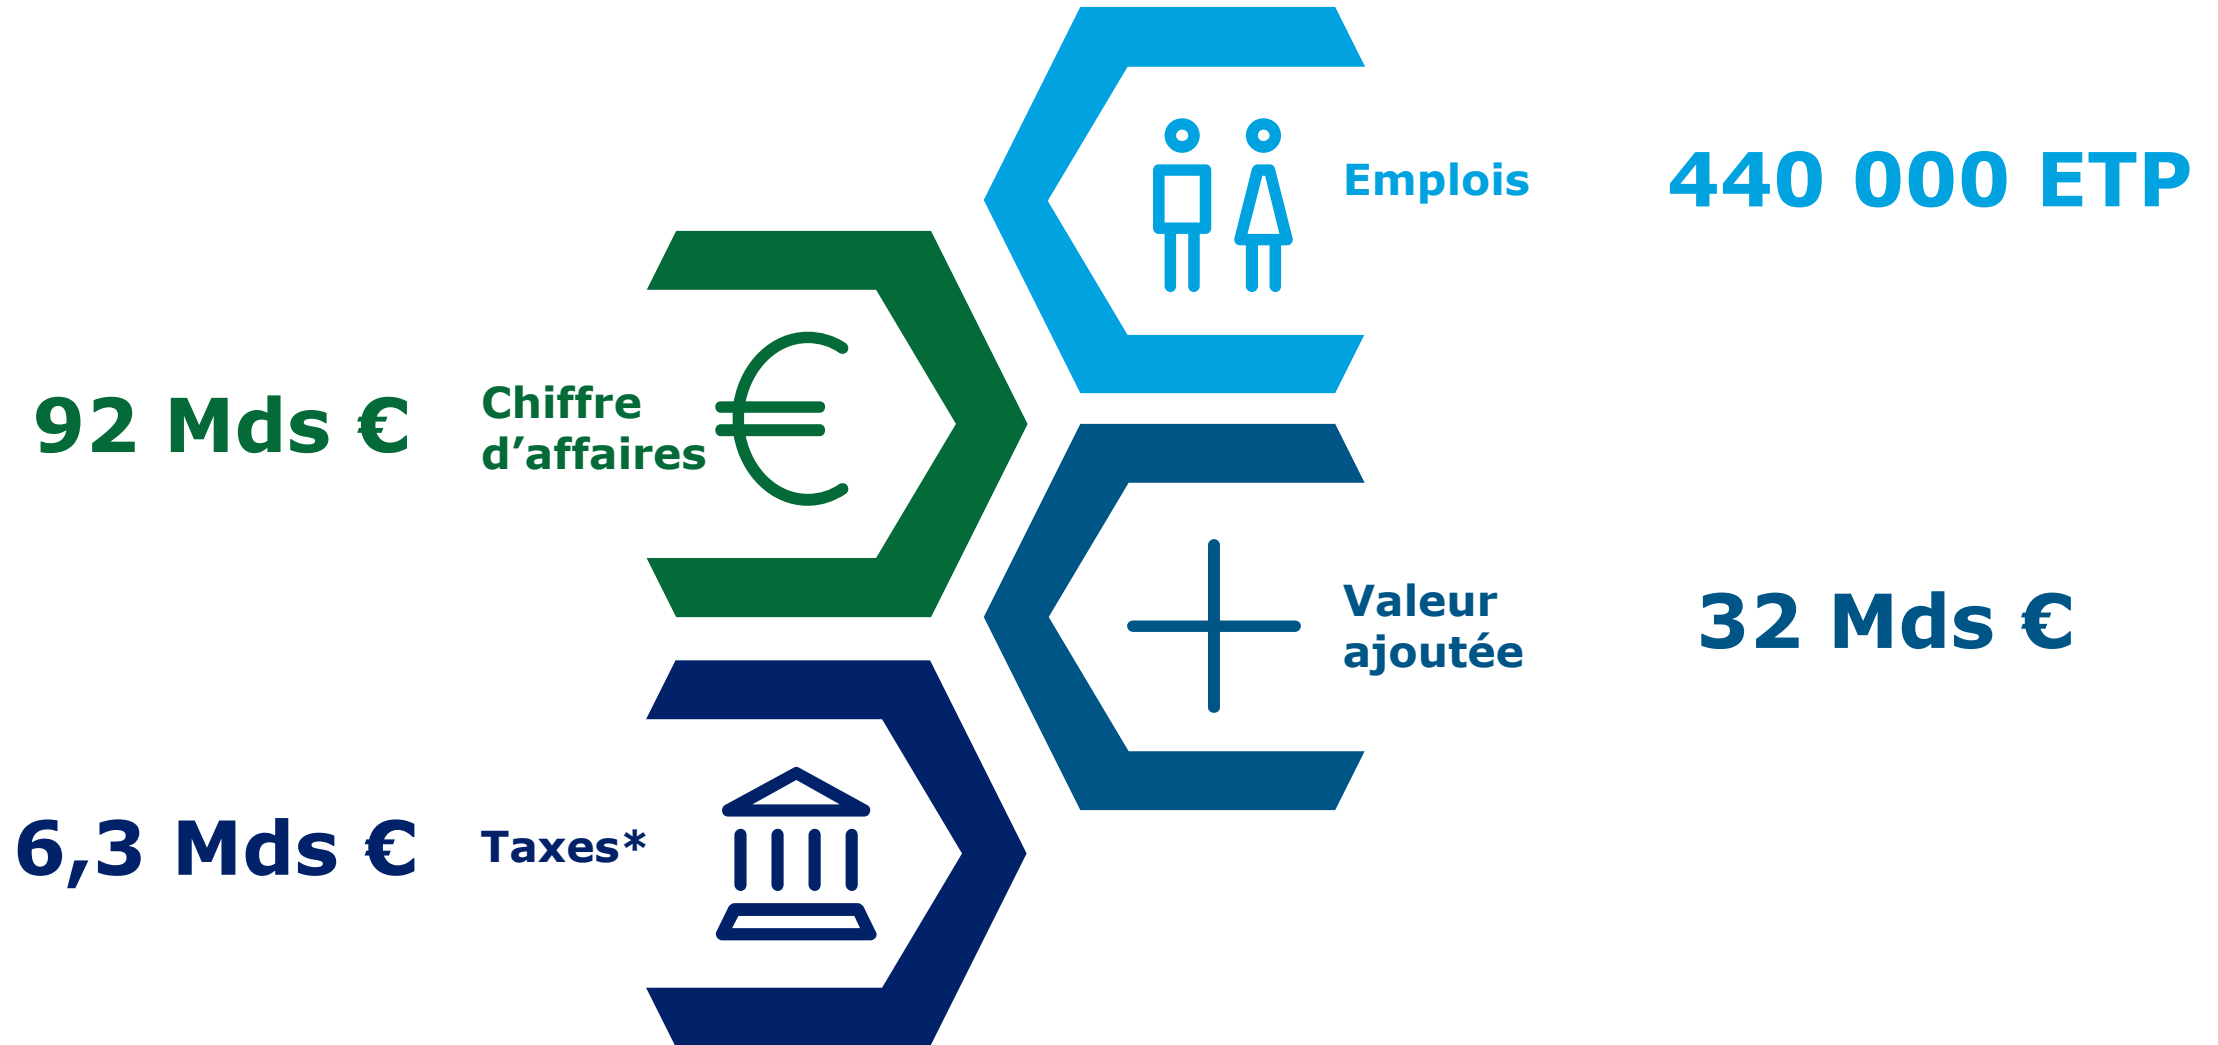 Emplois
440 000 ETP
92 Mds €
Chiffre
d’affaires
Valeur
ajoutée
32 Mds €
6,3 Mds €
Taxes*